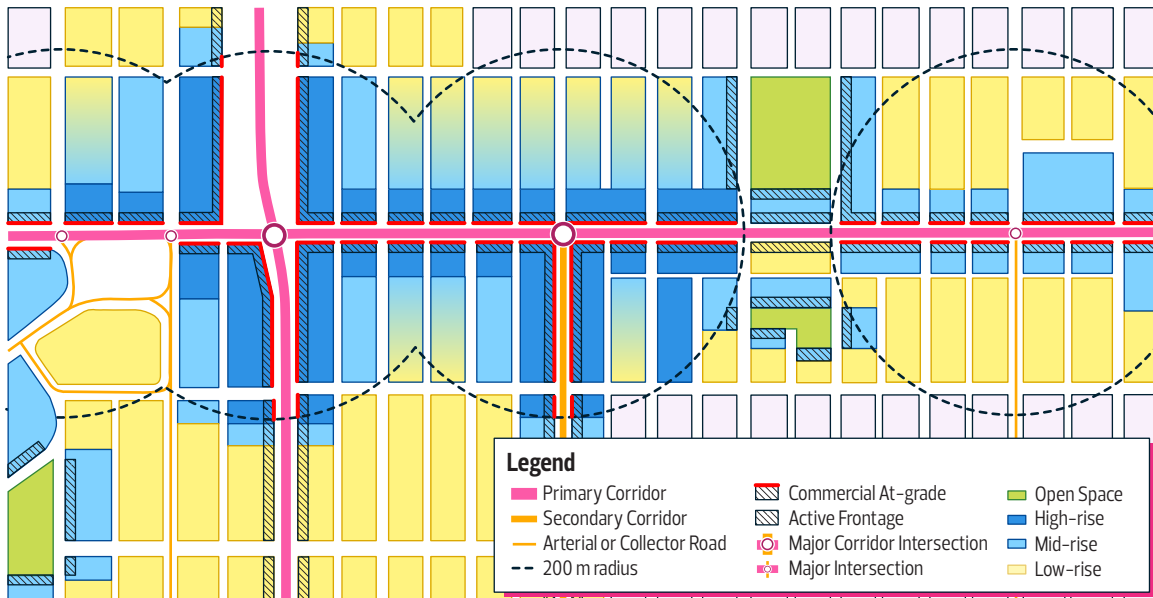 Legend
Primary Corridor
Secondary Corridor
Arterial or Collector Road
200 m radius
Commercial At-grade
Active Frontage
Major Corridor Intersection
Major Intersection
Open Space
High-rise
Mid-rise
Low-rise